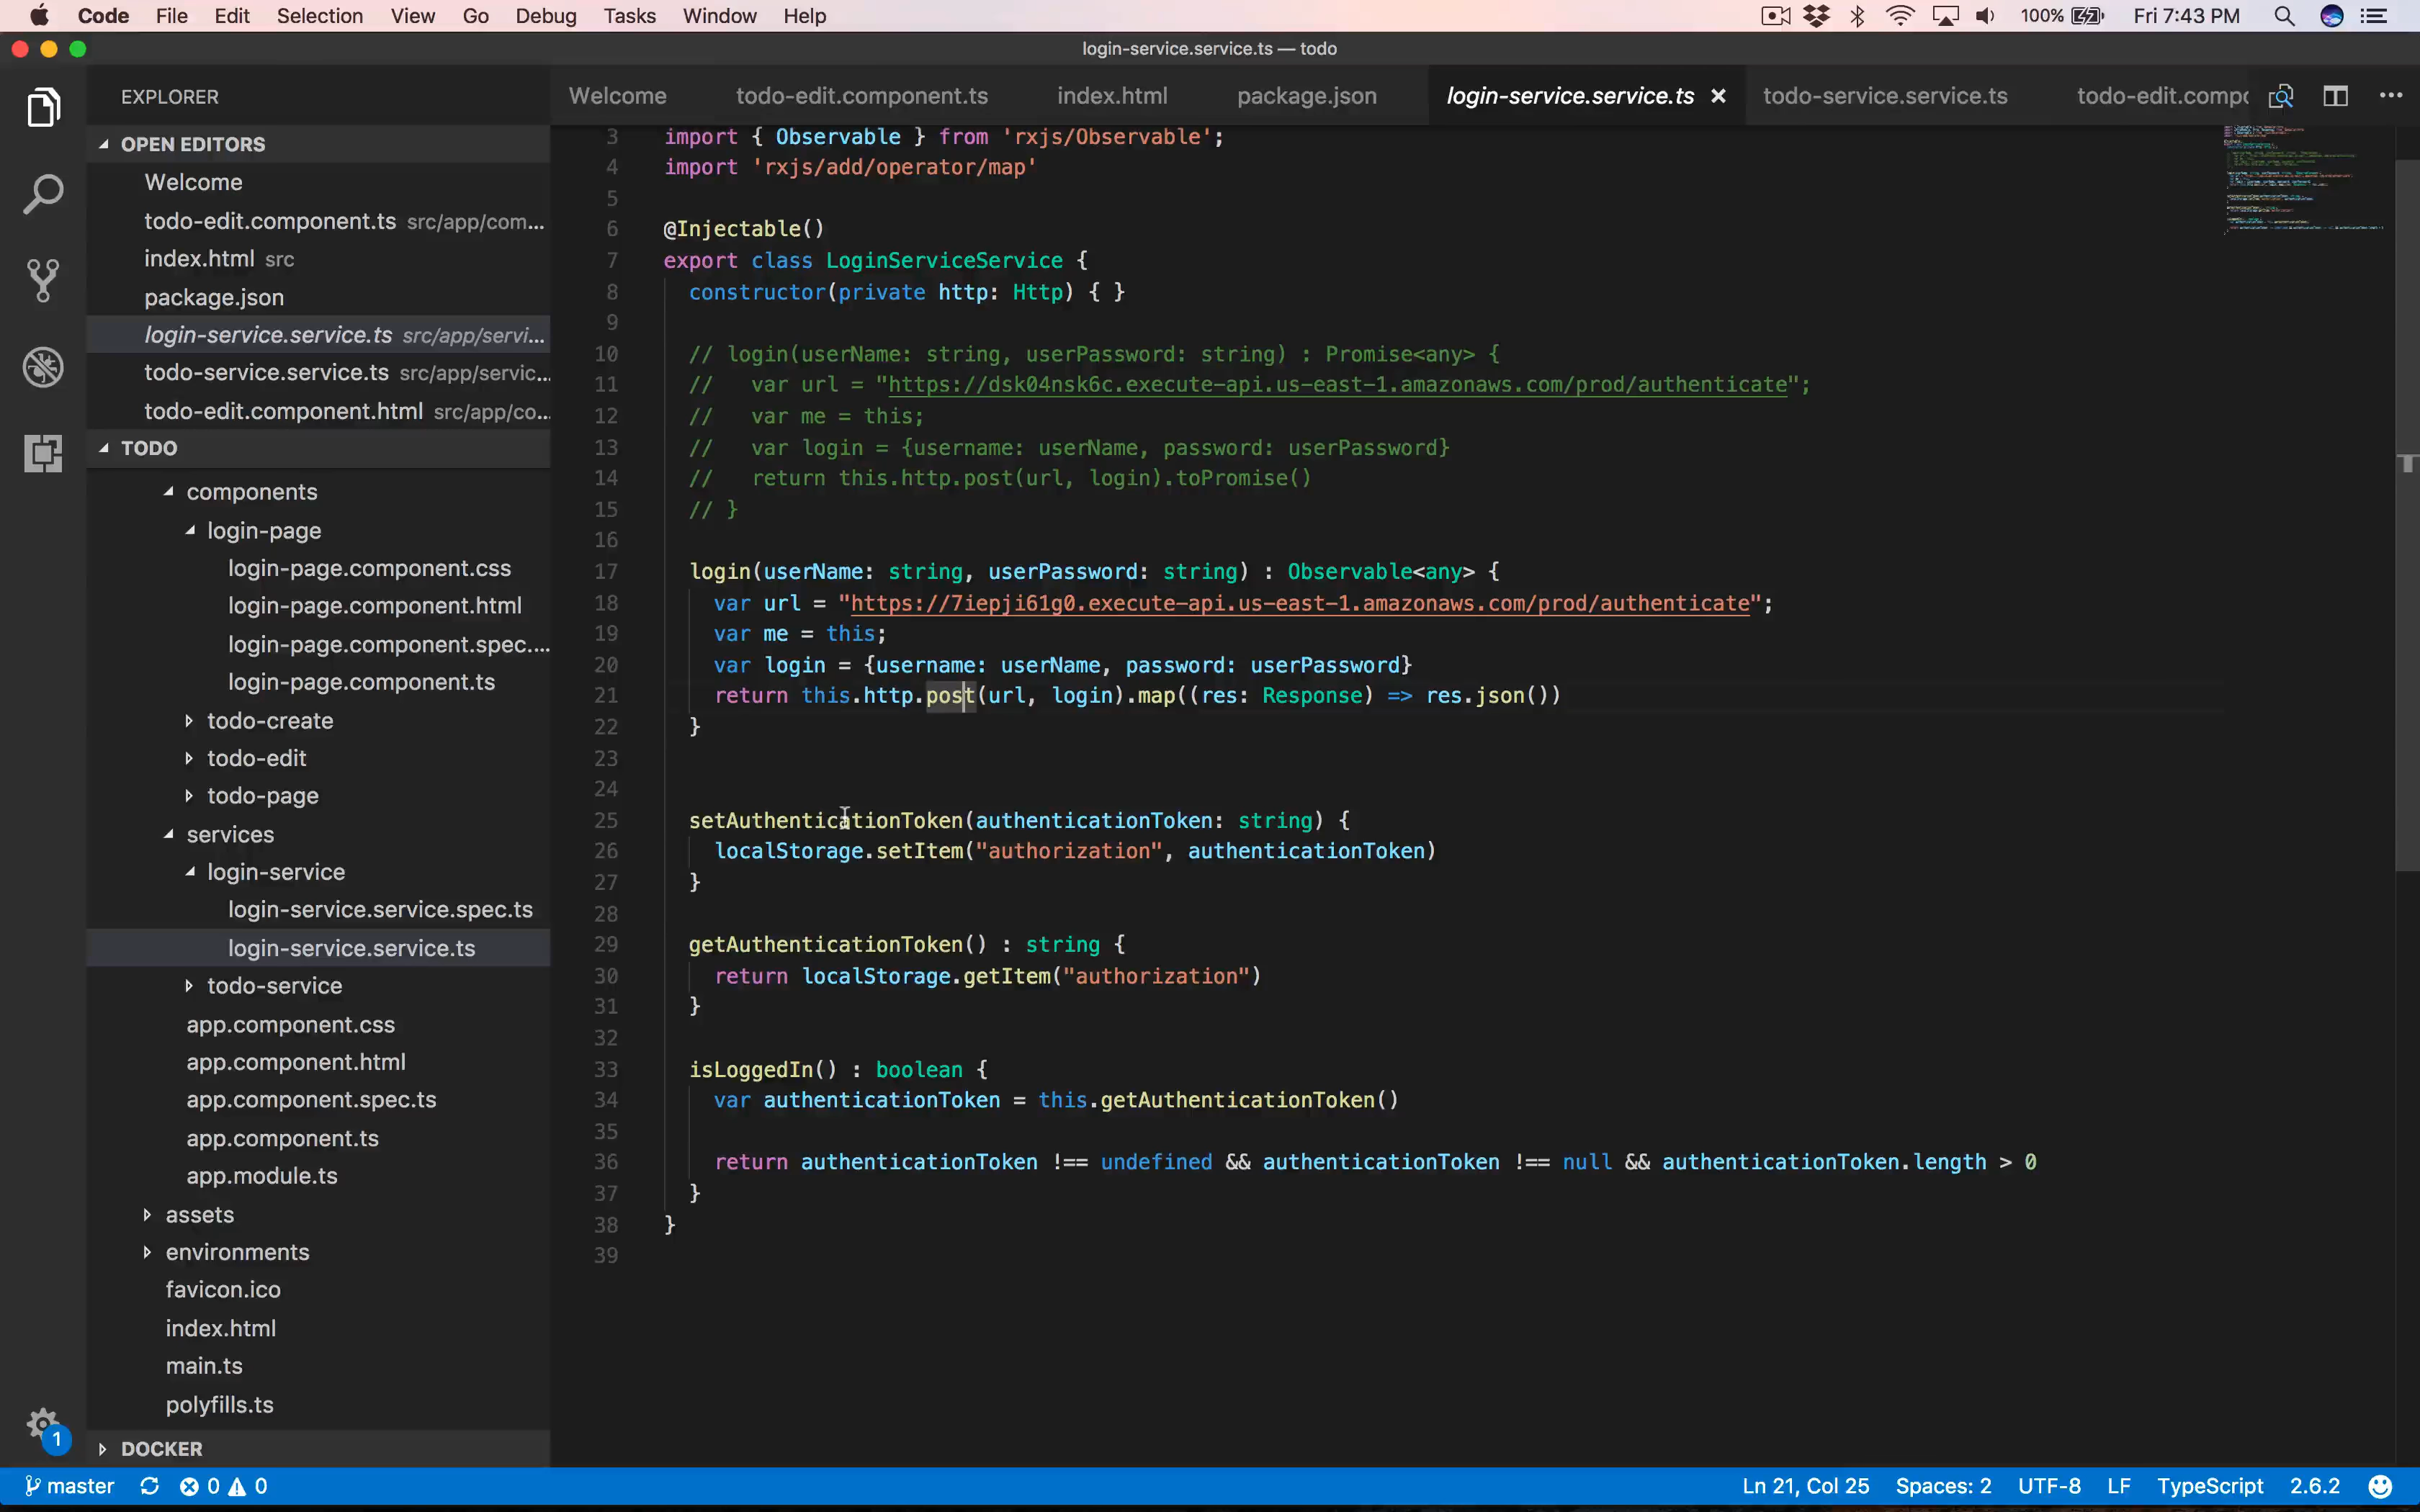 Code File Edit Selection View Go Debug Tasks Window Help 100% Fri 7:43 PM
login-service.service.ts — todo
EXPLORER
OPEN EDITORS
Welcome
todo-edit.component.ts src/app/com...
index.html src
package.json
login-service.service.ts src/app/servi...
todo-service.service.ts src/app/servic...
todo-edit.component.html src/app/co...
TODO
components
login-page
login-page.component.css
login-page.component.html
login-page.component.spec....
login-page.component.ts
todo-create
todo-edit
todo-page
services
login-service
login-service.service.spec.ts
login-service.service.ts
todo-service
app.component.css
app.component.html
app.component.spec.ts
app.component.ts
app.module.ts
assets
environments
favicon.ico
index.html
main.ts
polyfills.ts
DOCKER
1
Welcome todo-edit.component.ts index.html package.json login-service.service.ts × todo-service.service.ts todo-edit.compo
3 import { Observable } from 'rxjs/Observable';
4 import 'rxjs/add/operator/map'
5
6 @Injectable()
7 export class LoginServiceService {
8 constructor(private http: Http) { }
9
10 // login(userName: string, userPassword: string) : Promise<any> {
11 // var url = "https://dsk04nsk6c.execute-api.us-east-1.amazonaws.com/prod/authenticate";
12 // var me = this;
13 // var login = {username: userName, password: userPassword}
14 // return this.http.post(url, login).toPromise()
15 // }
16
17 login(userName: string, userPassword: string) : Observable<any> {
18 var url = "https://7iepji61g0.execute-api.us-east-1.amazonaws.com/prod/authenticate";
19 var me = this;
20 var login = {username: userName, password: userPassword}
21 return this.http.post(url, login).map((res: Response) => res.json())
22 }
23
24
25 setAuthenticationToken(authenticationToken: string) {
26 localStorage.setItem("authorization", authenticationToken)
27 }
28
29 getAuthenticationToken() : string {
30 return localStorage.getItem("authorization")
31 }
32
33 isLoggedIn() : boolean {
34 var authenticationToken = this.getAuthenticationToken()
35
36 return authenticationToken !== undefined && authenticationToken !== null && authenticationToken.length > 0
37 }
38 }
39
master 0 0 Ln 21, Col 25 Spaces: 2 UTF-8 LF TypeScript 2.6.2